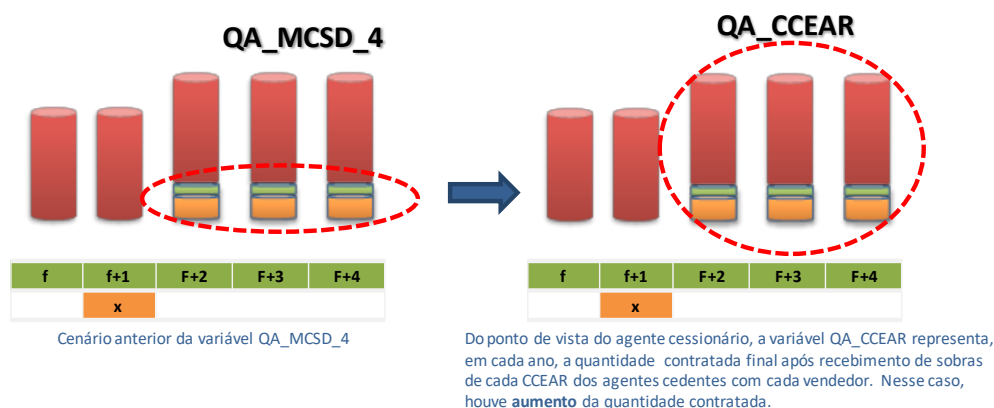 QA_MCSD_4
QA_CCEAR
f f+1 F+2 F+3 F+4
x
f f+1 F+2 F+3 F+4
x
Cenário anterior da variável QA_MCSD_4
Do ponto de vista do agente cessionário, a variável QA_CCEAR representa,
em cada ano, a quantidade contratada final após recebimento de sobras
de cada CCEAR dos agentes cedentes com cada vendedor. Nesse caso,
houve aumento da quantidade contratada.